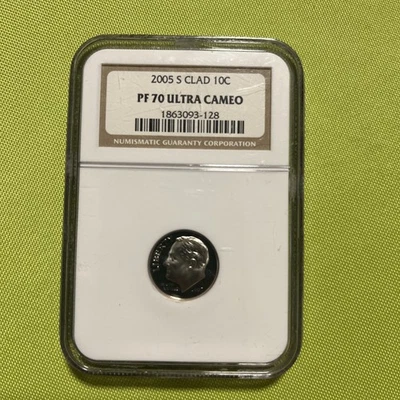 2005 S CLAD 10C
PF 70 ULTRA CAMEO
1863093-128
NUMISMATIC GUARANTY CORPORATION